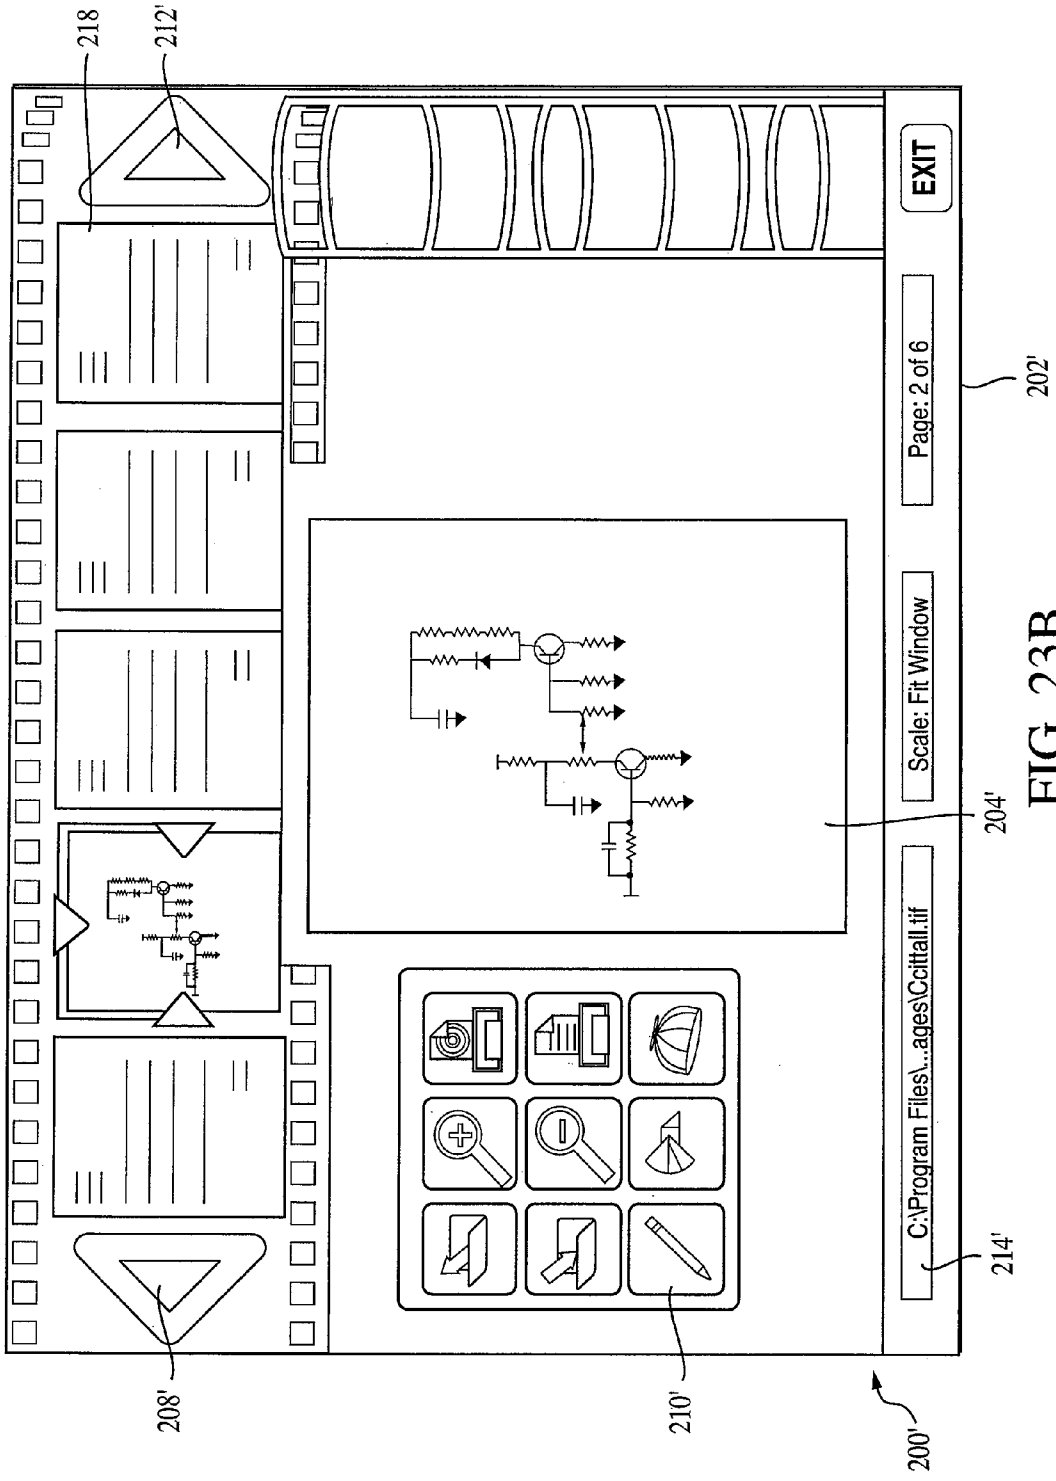 218
212'
208'
210'
204'
C:\Program Files\...ages\Ccittall.tif
Scale: Fit Window
Page: 2 of 6
EXIT
214'
202'
200'
FIG. 23B